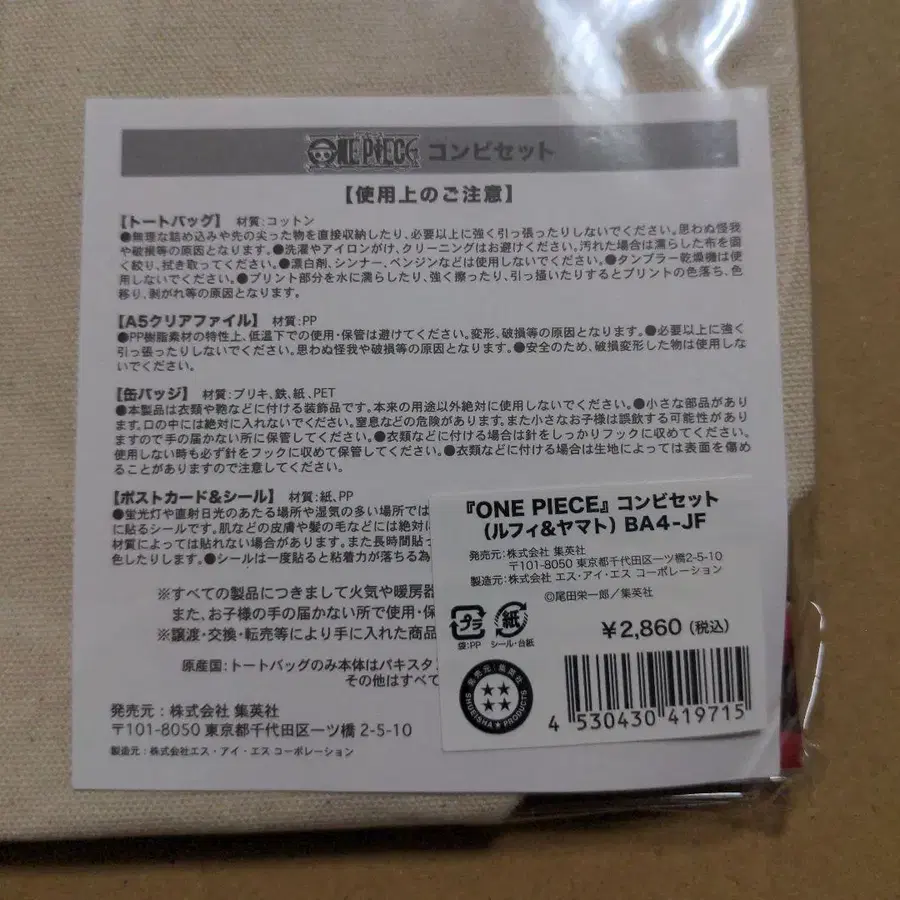 ONE PIECE コンビセット
【使用上のご注意】
【トートバッグ】 材質:コットン
●無理な詰め込みや先の尖った物を直接収納したり、必要以上に強く引っ張ったりしないでください。思わぬ怪我
や破損等の原因となります。●洗濯やアイロンがけ、クリーニングはお避けください。汚れた場合は濡らした布を固
く絞り、拭き取ってください。●漂白剤、シンナー、ベンジンなどは使用しないでください。●タンブラー乾燥機は使
用しないでください。●プリント部分を水に濡らしたり、強く擦ったり、引っ掻いたりするとプリントの色落ち、色
移り、剥がれ等の原因となります。
【A5クリアファイル】 材質:PP
●PP樹脂素材の特性上、低温下での使用・保管は避けてください。変形、破損等の原因となります。●必要以上に強く
引っ張ったりしないでください。思わぬ怪我や破損等の原因となります。●安全のため、破損変形した物は使用しな
いでください。
【缶バッジ】 材質:ブリキ、鉄、紙、PET
●本製品は衣類や鞄などに付ける装飾品です。本来の用途以外絶対に使用しないでください。●小さな部品があり
ます。口の中には絶対に入れないでください。窒息などの危険があります。また小さなお子様は誤飲する可能性があり
ますので手の届かない所に保管してください。●衣類などに付ける場合は針をしっかりフックに収めてください。
使用しない時も必ず針をフックに収めて保管してください。●衣類などに付ける場合は生地によっては表面を傷め
ることがありますので注意してください。
【ポストカード&シール】 材質:紙、PP
●蛍光灯や直射日光のあたる場所や湿気の多い場所では
に貼るシールです。肌などの皮膚や髪の毛などには絶対に
材質によっては貼れない場合があります。また長時間貼っ
色したりします。●シールは一度貼ると粘着力が落ちる為
※すべての製品につきまして火気や暖房器
また、お子様の手の届かない所で使用・保
※譲渡・交換・転売等により手に入れた商品
原産国:トートバッグのみ本体はパキスタン
その他はすべて
発売元:株式会社 集英社
〒101-8050 東京都千代田区一ツ橋 2-5-10
製造元:株式会社エス・アイ・エス コーポレーション
『ONE PIECE』コンビセット
(ルフィ&ヤマト) BA4-JF
発売元:株式会社 集英社
〒101-8050 東京都千代田区一ツ橋2-5-10
製造元:株式会社 エス・アイ・エス コーポレーション
©尾田栄一郎/集英社
プラ 紙
袋:PP シール・台紙
¥2,860 (税込)
発売元:集英社
SHUEISHA PRODUCTS
4 530430 419715